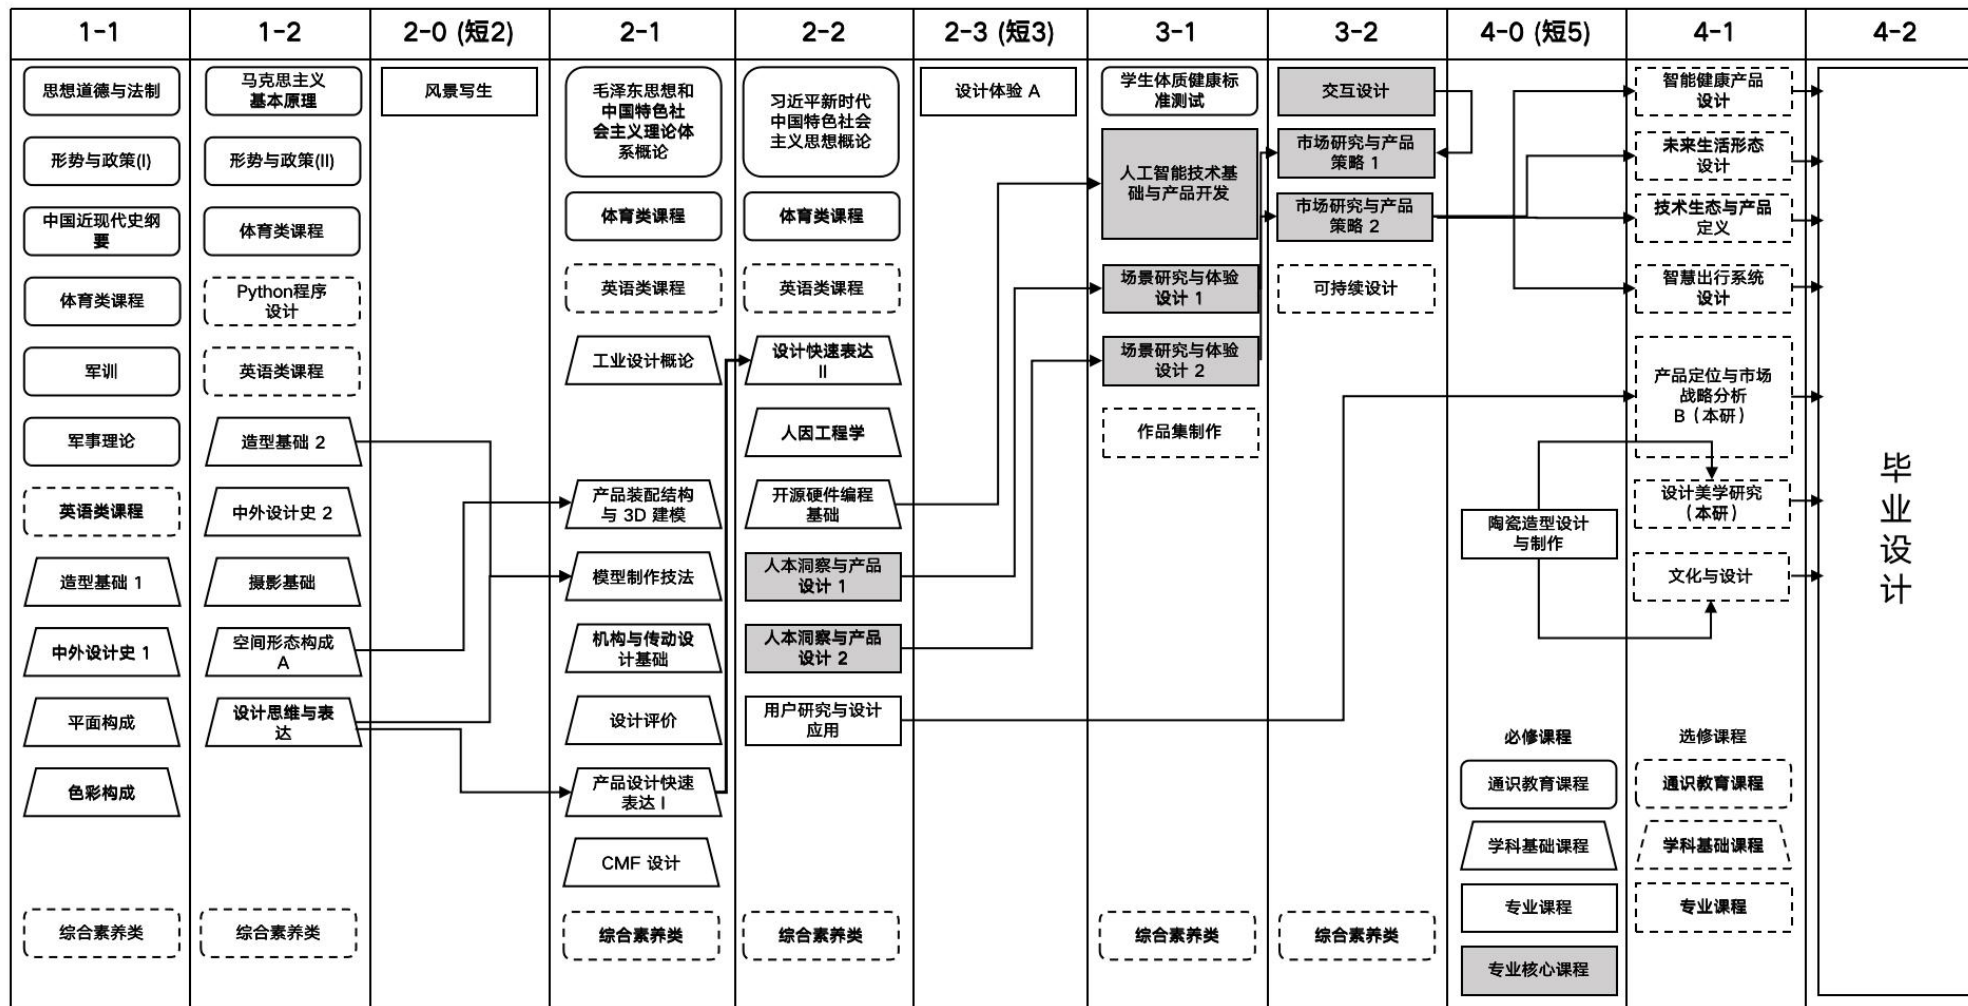 1-1
1-2
2-0 (短2)
2-1
2-2
2-3 (短3)
3-1
3-2
4-0 (短5)
4-1
4-2
思想道德与法制
形势与政策(I)
中国近现代史纲
要
体育类课程
军训
军事理论
英语类课程
造型基础 1
中外设计史 1
平面构成
色彩构成
综合素养类
马克思主义
基本原理
形势与政策(II)
体育类课程
Python程序
设计
英语类课程
造型基础 2
中外设计史 2
摄影基础
空间形态构成
A
设计思维与表
达
综合素养类
风景写生
毛泽东思想和
中国特色社
会主义理论体
系概论
体育类课程
英语类课程
工业设计概论
产品装配结构
与 3D 建模
模型制作技法
机构与传动设
计基础
设计评价
产品设计快速
表达 I
CMF 设计
综合素养类
习近平新时代
中国特色社会
主义思想概论
体育类课程
英语类课程
设计快速表达
II
人因工程学
开源硬件编程
基础
人本洞察与产品
设计 1
人本洞察与产品
设计 2
用户研究与设计
应用
综合素养类
设计体验 A
学生体质健康标
准测试
人工智能技术基
础与产品开发
场景研究与体验
设计 1
场景研究与体验
设计 2
作品集制作
综合素养类
交互设计
市场研究与产品
策略 1
市场研究与产品
策略 2
可持续设计
综合素养类
陶瓷造型设计
与制作
必修课程
通识教育课程
学科基础课程
专业课程
专业核心课程
智能健康产品
设计
未来生活形态
设计
技术生态与产品
定义
智慧出行系统
设计
产品定位与市场
战略分析
B（本研）
设计美学研究
（本研）
文化与设计
选修课程
通识教育课程
学科基础课程
专业课程
毕业设计